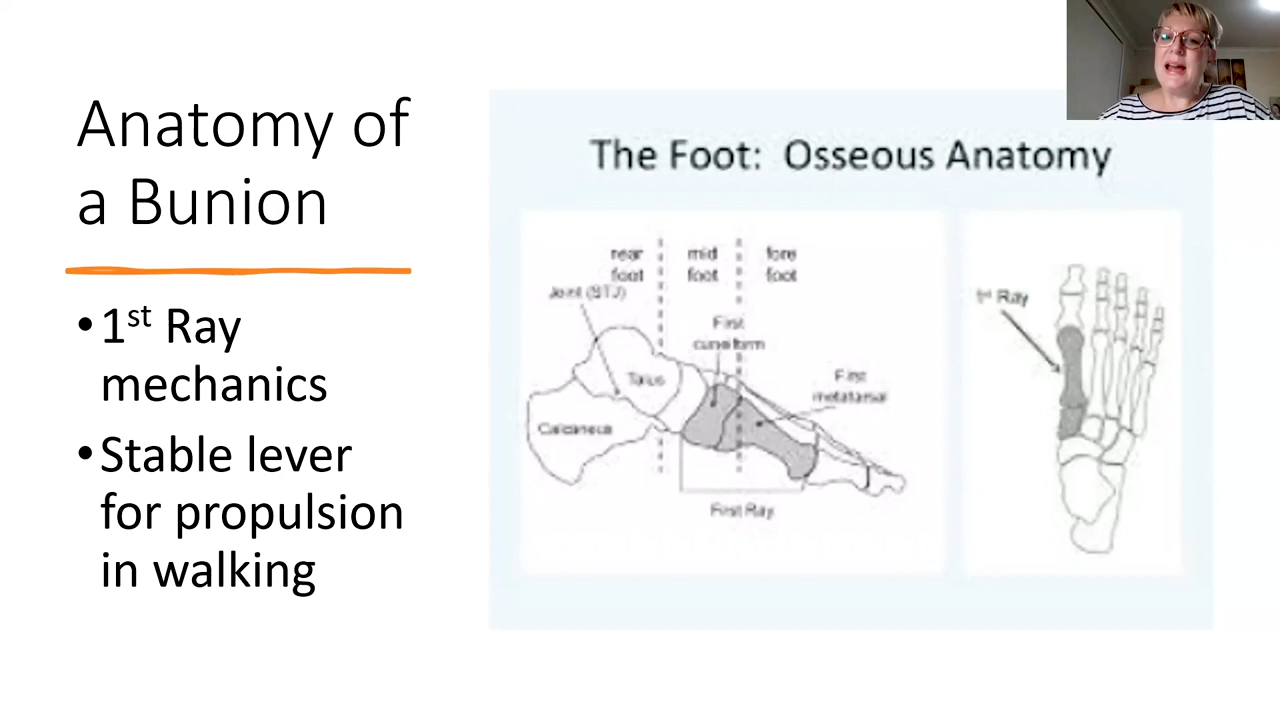 Anatomy of
a Bunion
•1st Ray
mechanics
•Stable lever
for propulsion
in walking
The Foot: Osseous Anatomy
rear
foot
mid
foot
fore
foot
Joint (STJ)
First
cuneiform
Talus
First
metatarsal
Calcaneus
First Ray
1st Ray